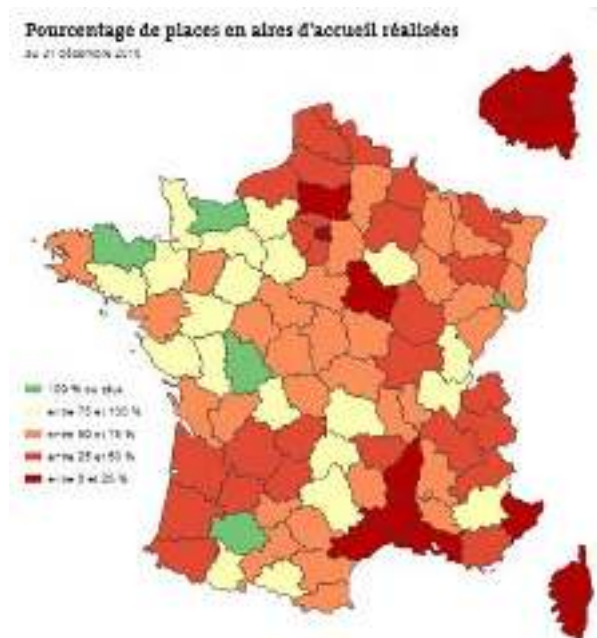 Pourcentage de places en aires d'accueil réalisées
au 31 décembre 2010
100 % ou plus
entre 75 et 100 %
entre 50 et 75 %
entre 25 et 50 %
entre 0 et 25 %